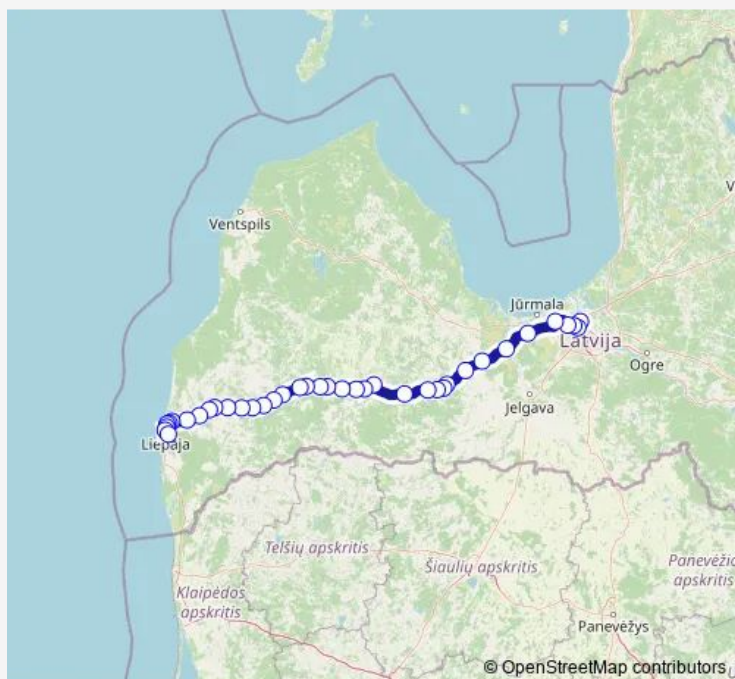 Ventspils
V
Jūrmala
Latvija
Ogre
Jelgava
Liepāja
Telšių apskritis
Šiaulių apskritis
Panevėžio
apskritis
Klaipėdos
apskritis
Panevėžys
© OpenStreetMap contributors